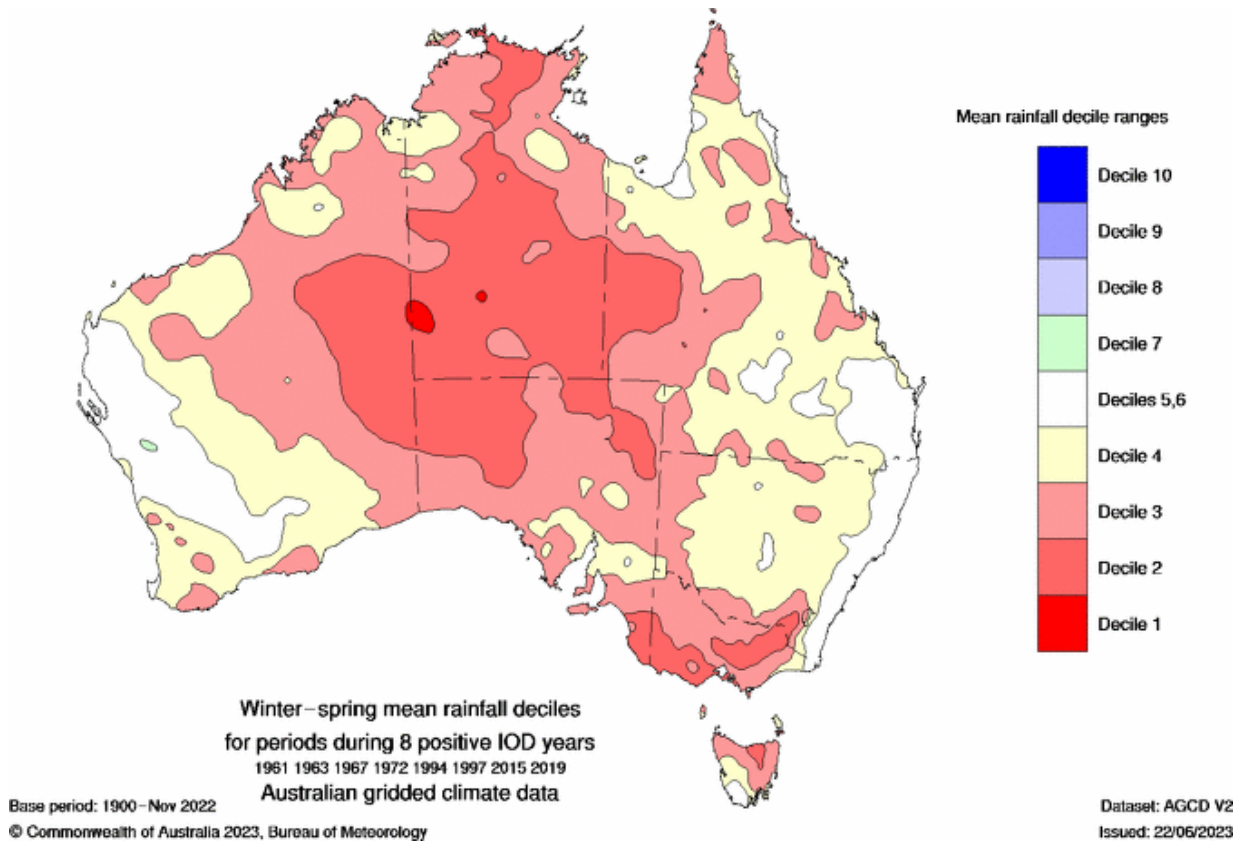 Mean rainfall decile ranges
Decile 10
Decile 9
Decile 8
Decile 7
Deciles 5,6
Decile 4
Decile 3
Decile 2
Decile 1
Winter-spring mean rainfall deciles
for periods during 8 positive IOD years
1961 1963 1967 1972 1994 1997 2015 2019
Australian gridded climate data
Base period: 1900-Nov 2022
© Commonwealth of Australia 2023, Bureau of Meteorology
Dataset: AGCD V2
Issued: 22/06/2023